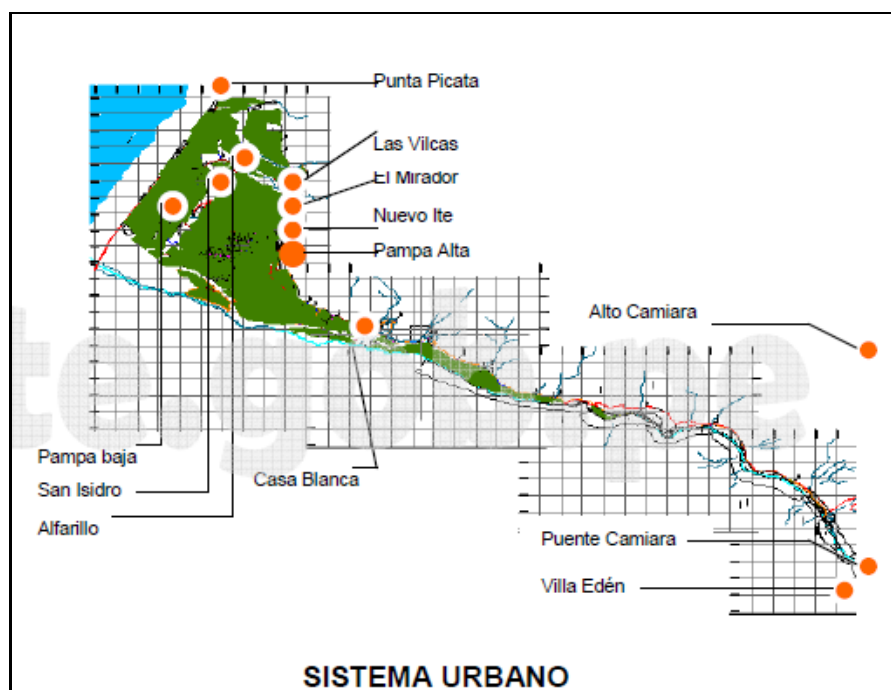 Punta Picata
Las Vilcas
El Mirador
Nuevo Ite
Pampa Alta
Alto Camiara
Pampa baja
San Isidro
Casa Blanca
Alfarillo
Puente Camiara
Villa Edén
SISTEMA URBANO